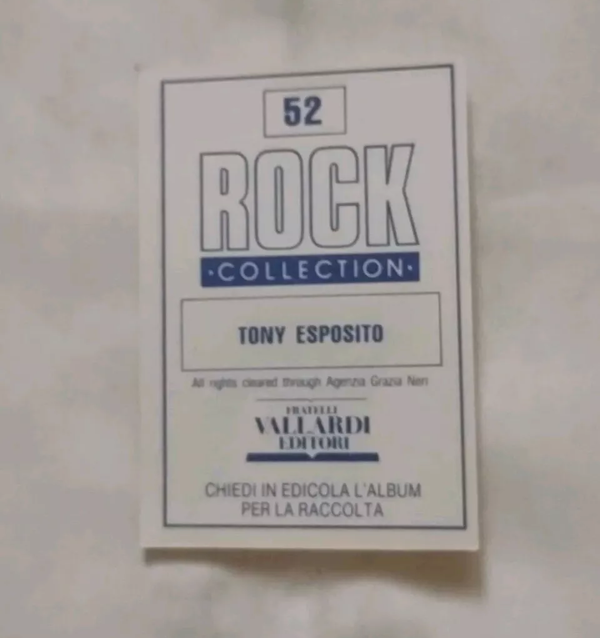 52
ROCK
·COLLECTION·
TONY ESPOSITO
All rights cleared through Agenzia Grazia Neri
FRATELLI
VALLARDI
EDITORI
CHIEDI IN EDICOLA L'ALBUM
PER LA RACCOLTA